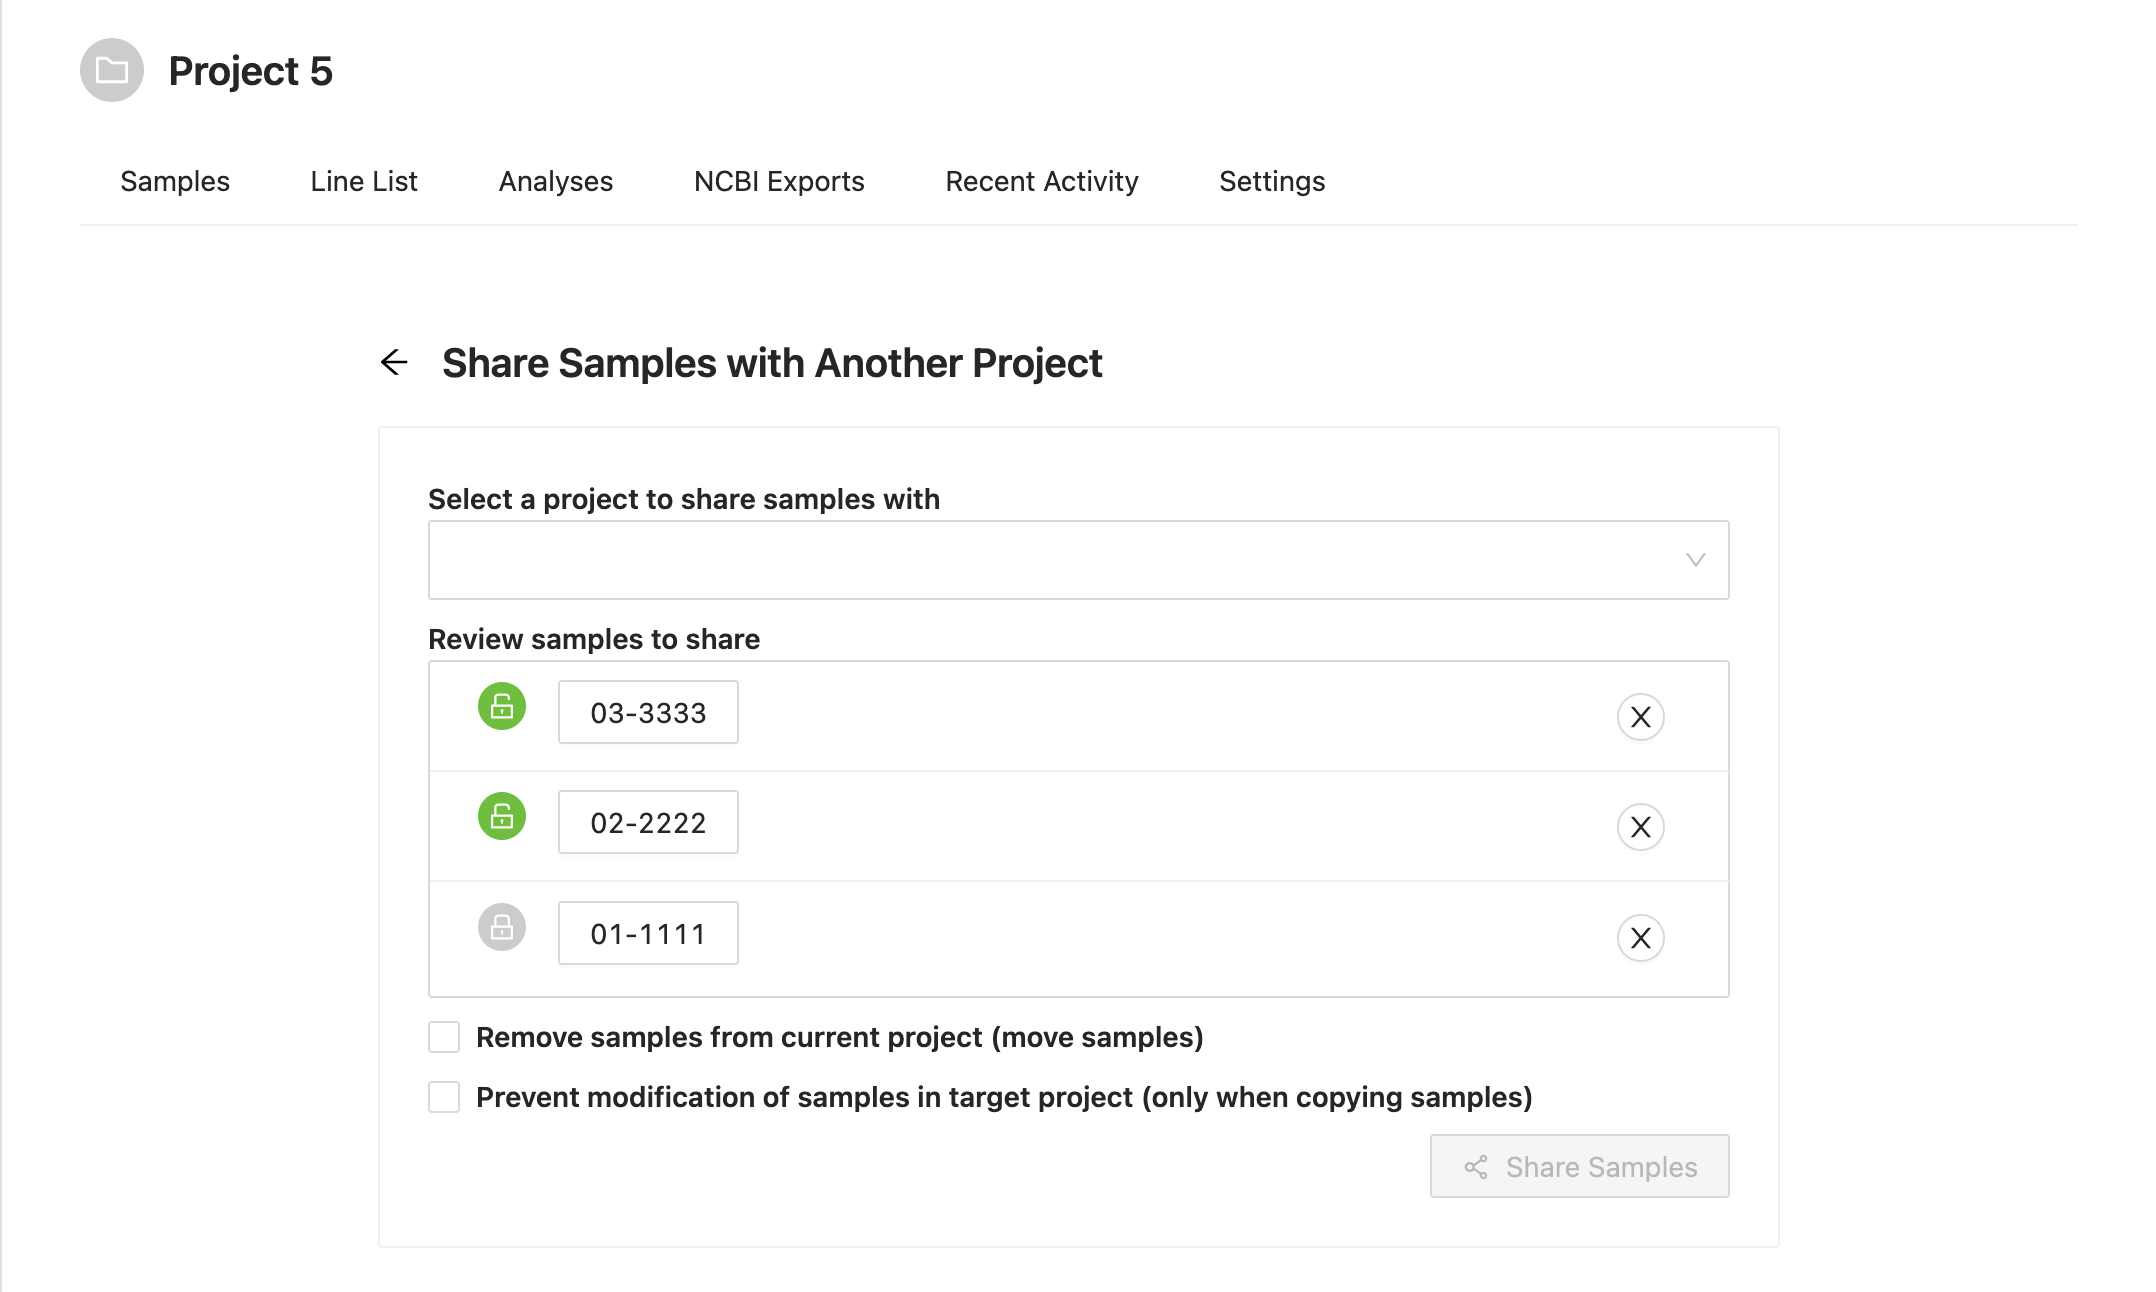 Project 5
Samples Line List Analyses NCBI Exports Recent Activity Settings
Share Samples with Another Project
Select a project to share samples with
Review samples to share
03-3333 X
02-2222 X
01-1111 X
Remove samples from current project (move samples)
Prevent modification of samples in target project (only when copying samples)
Share Samples